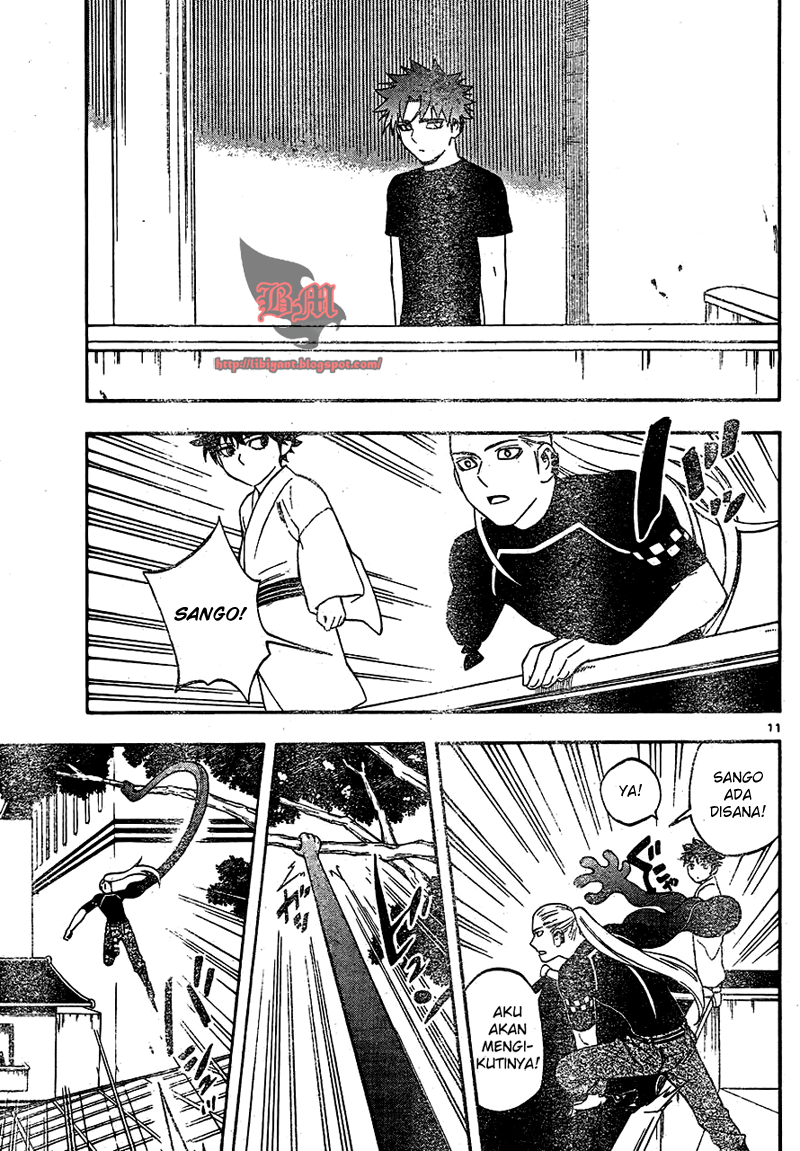 BM
http://libiyant.blogspot.com/
SANGO!
11
SANGO
ADA
DISANA!
YA!
AKU
AKAN
MENGI-
KUTINYA!